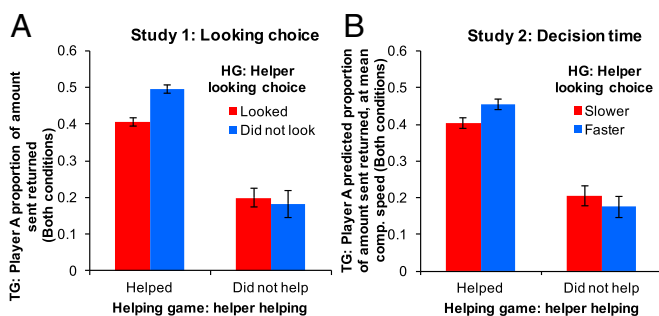 A
Study 1: Looking choice
TG: Player A proportion of amount
sent returned
(Both conditions)
0.6
0.5
0.4
0.3
0.2
0.1
0
HG: Helper
looking choice
Looked
Did not look
Helped
Did not help
Helping game: helper helping
B
Study 2: Decision time
TG: Player A predicted proportion
of amount sent returned, at mean
comp. speed (Both conditions)
0.6
0.5
0.4
0.3
0.2
0.1
0
HG: Helper
looking choice
Slower
Faster
Helped
Did not help
Helping game: helper helping